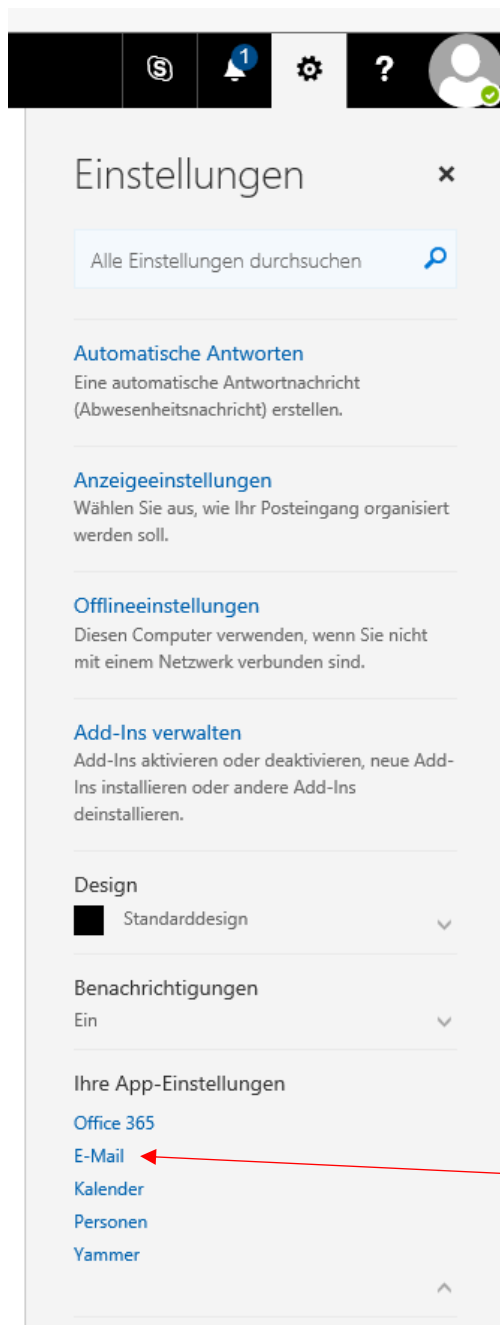 1
?
Einstellungen
Alle Einstellungen durchsuchen
Automatische Antworten
Eine automatische Antwortnachricht
(Abwesenheitsnachricht) erstellen.
Anzeigeeinstellungen
Wählen Sie aus, wie Ihr Posteingang organisiert
werden soll.
Offlineeinstellungen
Diesen Computer verwenden, wenn Sie nicht
mit einem Netzwerk verbunden sind.
Add-Ins verwalten
Add-Ins aktivieren oder deaktivieren, neue Add-
Ins installieren oder andere Add-Ins
deinstallieren.
Design
Standarddesign
Benachrichtigungen
Ein
Ihre App-Einstellungen
Office 365
E-Mail
Kalender
Personen
Yammer